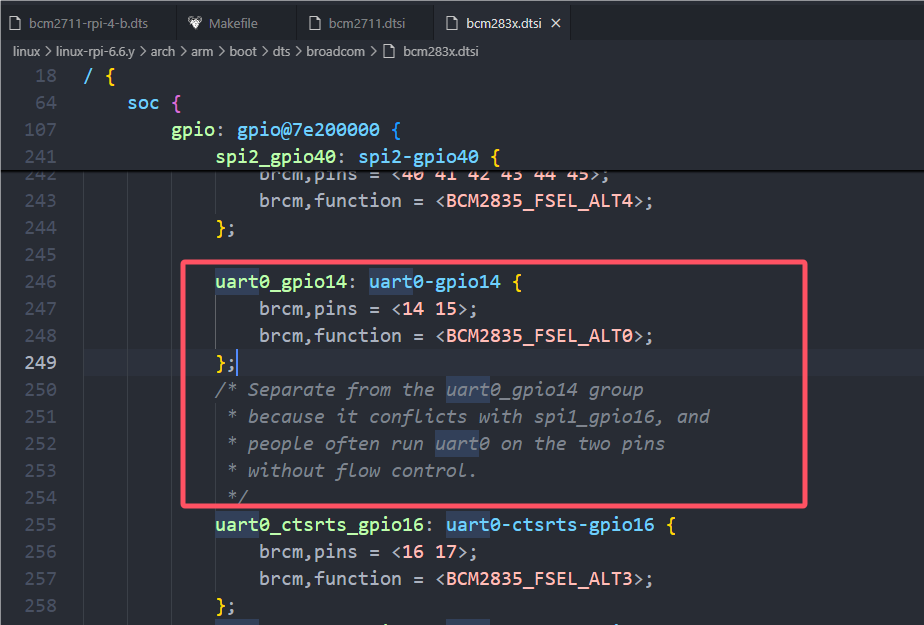 bcm2711-rpi-4-b.dts Makefile bcm2711.dtsi bcm283x.dtsi
linux > linux-rpi-6.6.y > arch > arm > boot > dts > broadcom > bcm283x.dtsi
18 / {
64 soc {
107 gpio: gpio@7e200000 {
241 spi2_gpio40: spi2-gpio40 {
242 brcm,pins = <40 41 42 43 44 45>;
243 brcm,function = <BCM2835_FSEL_ALT4>;
244 };
245
246 uart0_gpio14: uart0-gpio14 {
247 brcm,pins = <14 15>;
248 brcm,function = <BCM2835_FSEL_ALT0>;
249 };
250 /* Separate from the uart0_gpio14 group
251 * because it conflicts with spi1_gpio16, and
252 * people often run uart0 on the two pins
253 * without flow control.
254 */
255 uart0_ctsrts_gpio16: uart0-ctsrts-gpio16 {
256 brcm,pins = <16 17>;
257 brcm,function = <BCM2835_FSEL_ALT3>;
258 };